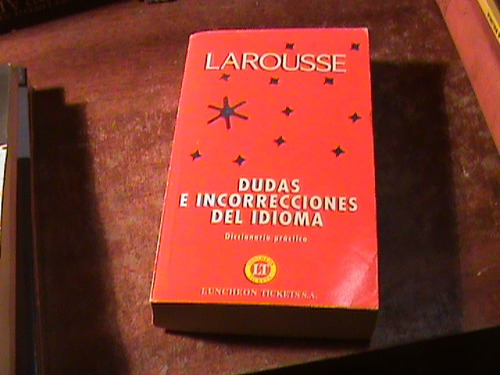 LAROUSSE
DUDAS
E INCORRECCIONES
DEL IDIOMA
Diccionario práctico
LT
LUNCHEON TICKETS S.A.